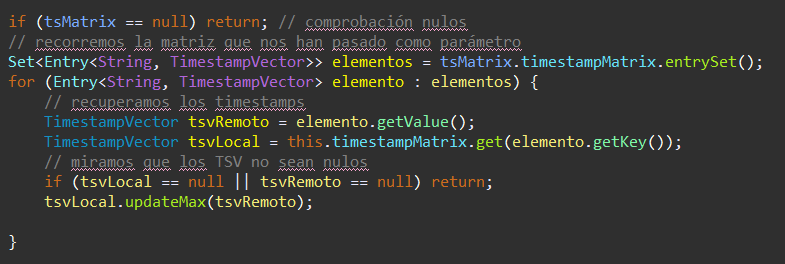 if (tsMatrix == null) return; // comprobación nulos
// recorremos la matriz que nos han pasado como parámetro
Set<Entry<String, TimestampVector>> elementos = tsMatrix.timestampMatrix.entrySet();
for (Entry<String, TimestampVector> elemento : elementos) {
// recuperamos los timestamps
TimestampVector tsvRemoto = elemento.getValue();
TimestampVector tsvLocal = this.timestampMatrix.get(elemento.getKey());
// miramos que los TSV no sean nulos
if (tsvLocal == null || tsvRemoto == null) return;
tsvLocal.updateMax(tsvRemoto);
}